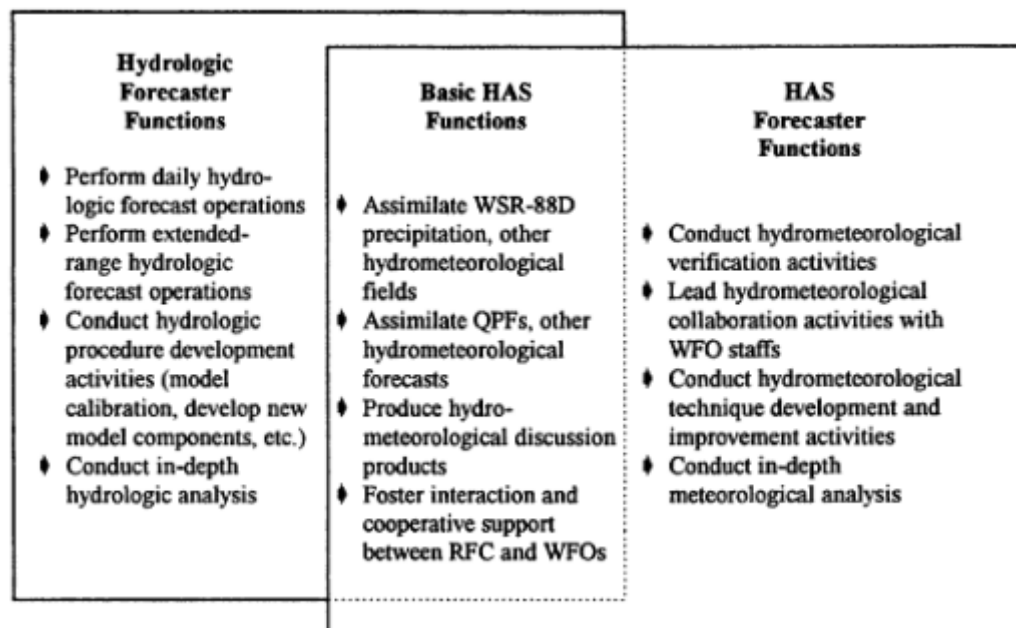 Hydrologic
Forecaster
Functions
♦ Perform daily hydro-
logic forecast operations
♦ Perform extended-
range hydrologic
forecast operations
♦ Conduct hydrologic
procedure development
activities (model
calibration, develop new
model components, etc.)
♦ Conduct in-depth
hydrologic analysis
Basic HAS
Functions
♦ Assimilate WSR-88D
precipitation, other
hydrometeorological
fields
♦ Assimilate QPFs, other
hydrometeorological
forecasts
♦ Produce hydro-
meteorological discussion
products
♦ Foster interaction and
cooperative support
between RFC and WFOs
HAS
Forecaster
Functions
♦ Conduct hydrometeorological
verification activities
♦ Lead hydrometeorological
collaboration activities with
WFO staffs
♦ Conduct hydrometeorological
technique development and
improvement activities
♦ Conduct in-depth
meteorological analysis